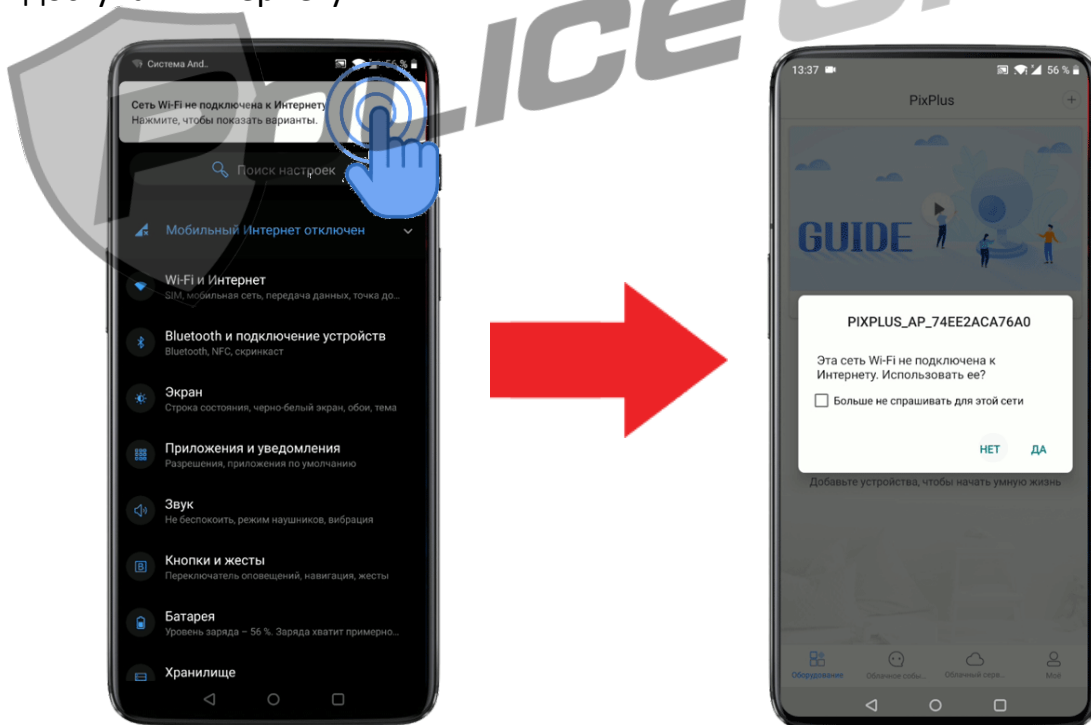 POLICE
Система And..
56 %
Сеть Wi-Fi не подключена к Интернету
Нажмите, чтобы показать варианты.
Поиск настроек
Мобильный Интернет отключен
Wi-Fi и Интернет
SIM, мобильная сеть, передача данных, точка до...
Bluetooth и подключение устройств
Bluetooth, NFC, скринкаст
Экран
Строка состояния, черно-белый экран, обои, тема
Приложения и уведомления
Разрешения, приложения по умолчанию
Звук
Не беспокоить, режим наушников, вибрация
Кнопки и жесты
Переключатель оповещений, навигация, жесты
Батарея
Уровень заряда – 56 %. Заряда хватит примерно...
Хранилище
13:37
56 %
PixPlus
GUIDE
PIXPLUS_AP_74EE2ACA76A0
Эта сеть Wi-Fi не подключена к
Интернету. Использовать ее?
Больше не спрашивать для этой сети
НЕТ ДА
Добавьте устройства, чтобы начать умную жизнь
Оборудование
Облачное собы...
Облачный серв...
Моё